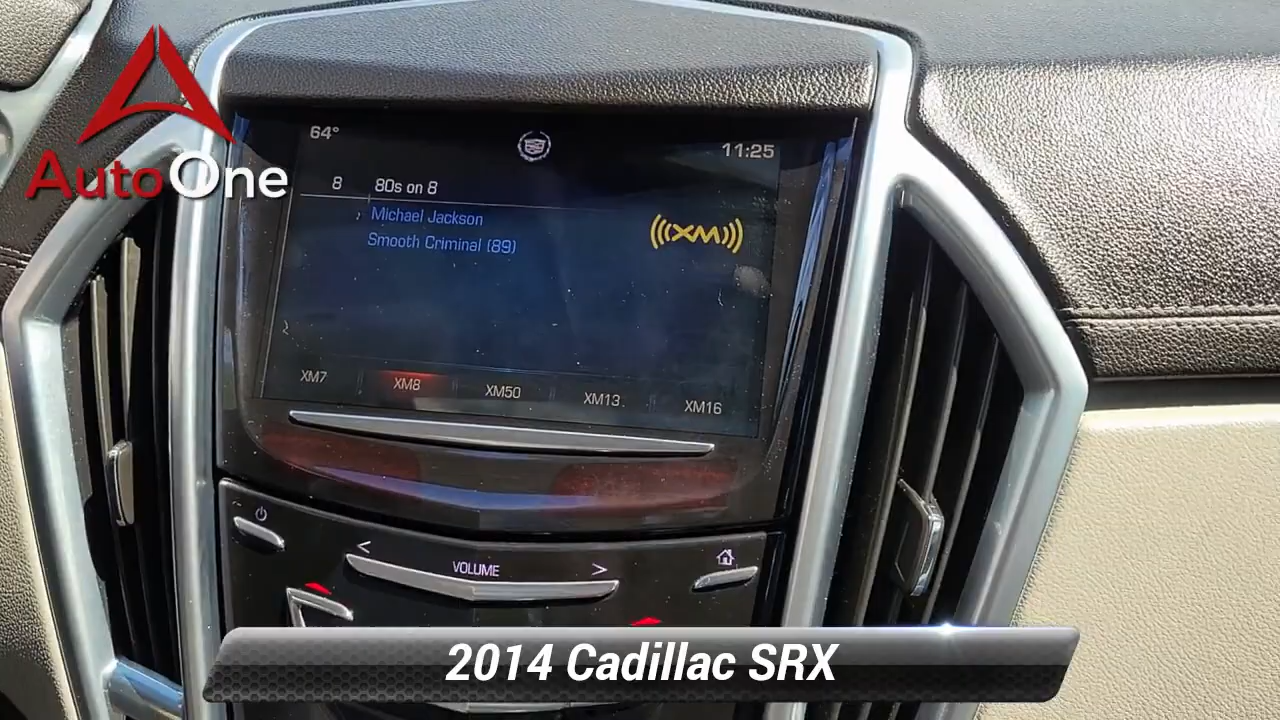 AutoOne
64°
11:25
8 80s on 8
Michael Jackson
Smooth Criminal (89)
XM
XM7 XM8 XM50 XM13 XM16
< VOLUME >
2014 Cadillac SRX